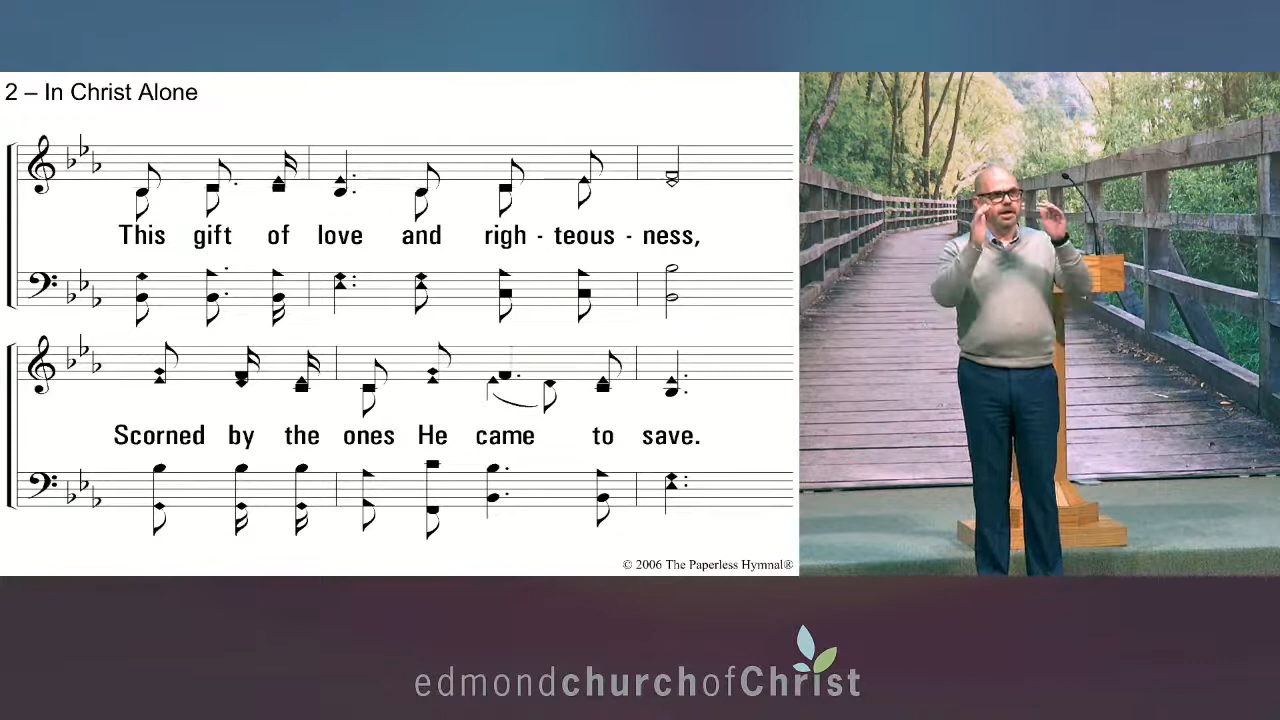 2 – In Christ Alone
This gift of love and righ - teous - ness,
Scorned by the ones He came to save.
© 2006 The Paperless Hymnal®
edmondchurchofChrist